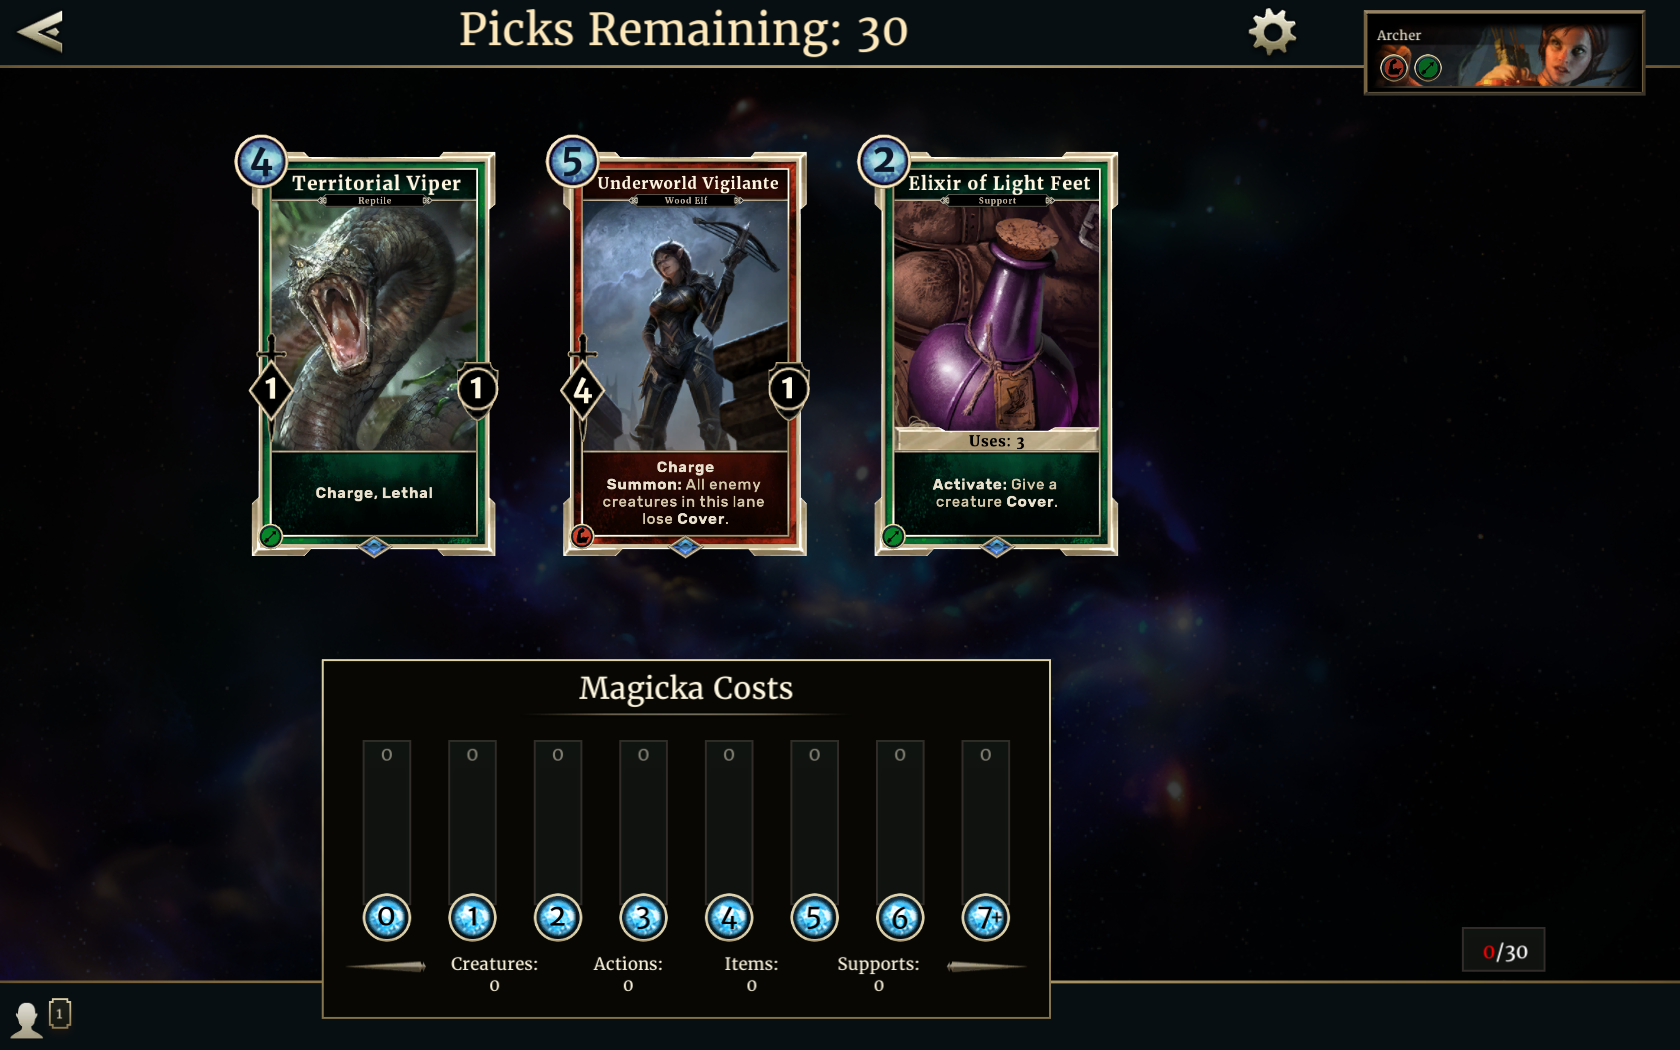 Picks Remaining: 30
Archer
4
Territorial Viper
Reptile
1
1
Charge, Lethal
5
Underworld Vigilante
Wood Elf
4
1
Charge
Summon: All enemy
creatures in this lane
lose Cover.
2
Elixir of Light Feet
Support
Uses: 3
Activate: Give a
creature Cover.
Magicka Costs
0 0 0 0 0 0 0 0
0 1 2 3 4 5 6 7+
Creatures: Actions: Items: Supports:
0 0 0 0
0/30
1